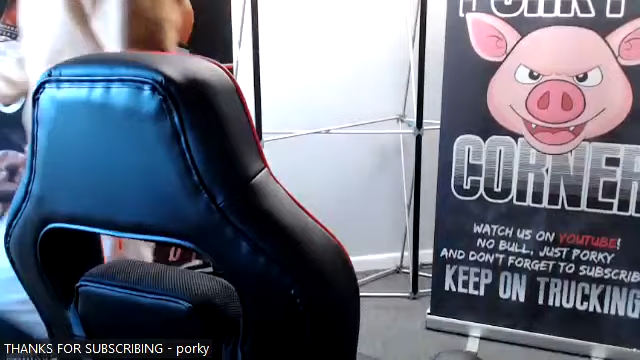 PORKY
CORNER
WATCH US ON YOUTUBE!
NO BULL, JUST PORKY
AND DON'T FORGET TO SUBSCRIBE
KEEP ON TRUCKING
THANKS FOR SUBSCRIBING - porky